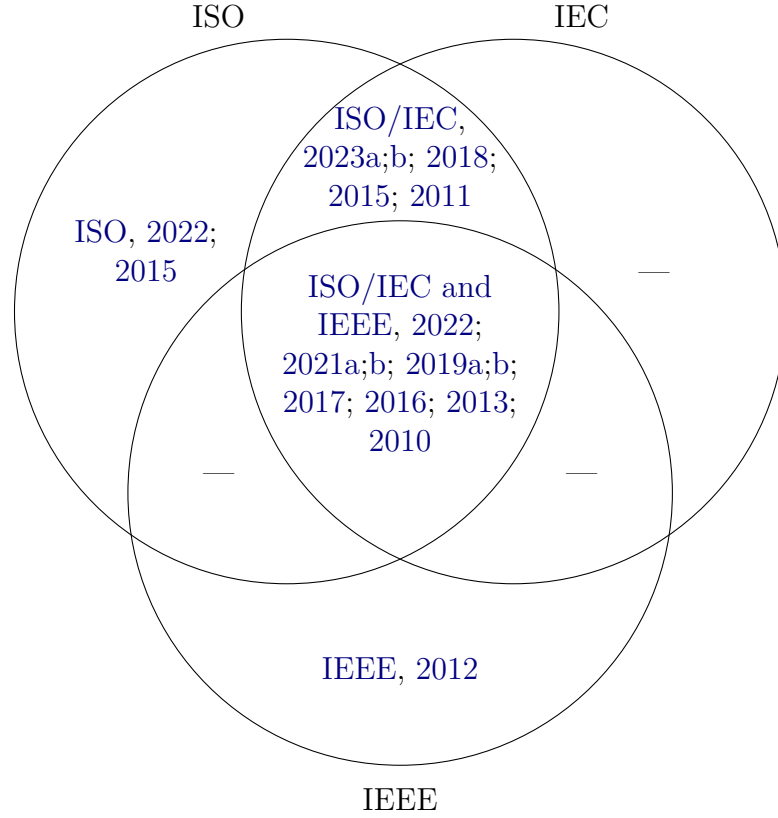 ISO
IEC
ISO/IEC,
2023a;b; 2018;
2015; 2011
ISO, 2022;
2015
—
ISO/IEC and
IEEE, 2022;
2021a;b; 2019a;b;
2017; 2016; 2013;
2010
—
—
IEEE, 2012
IEEE